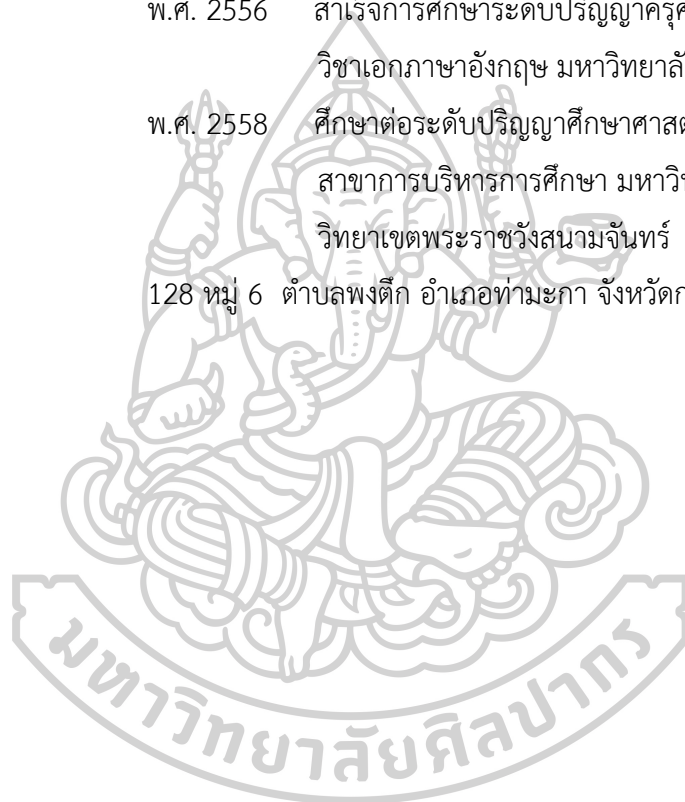 พ.ศ. 2556 สำเร็จการศึกษาระดับปริญญาครุศ
วิชาเอกภาษาอังกฤษ มหาวิทยาลั
พ.ศ. 2558 ศึกษาต่อระดับปริญญาศึกษาศาสต
สาขาการบริหารการศึกษา มหาวิท
วิทยาเขตพระราชวังสนามจันทร์
128 หมู่ 6 ตำบลพงตึก อำเภอท่ามะกา จังหวัดก
มหาวิทยาลัยศิลปากร